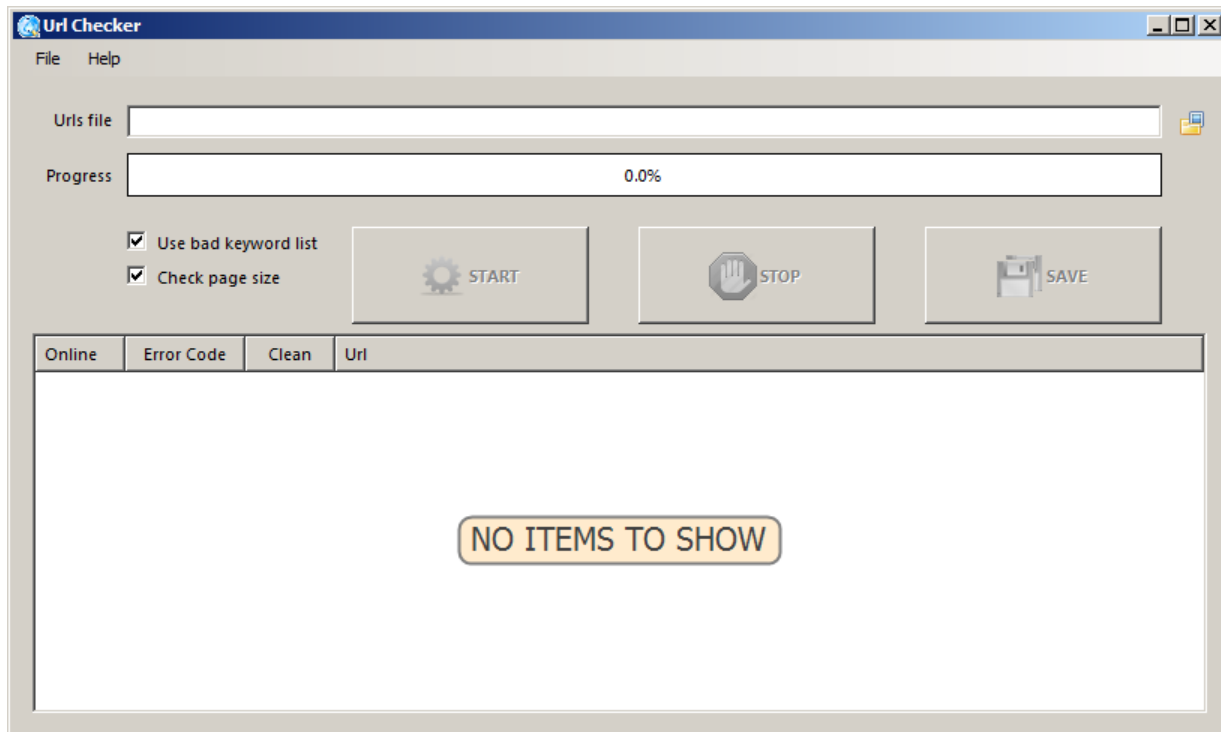 Url Checker
File Help
Urls file
Progress 0.0%
Use bad keyword list
Check page size
START STOP SAVE
Online Error Code Clean Url
NO ITEMS TO SHOW